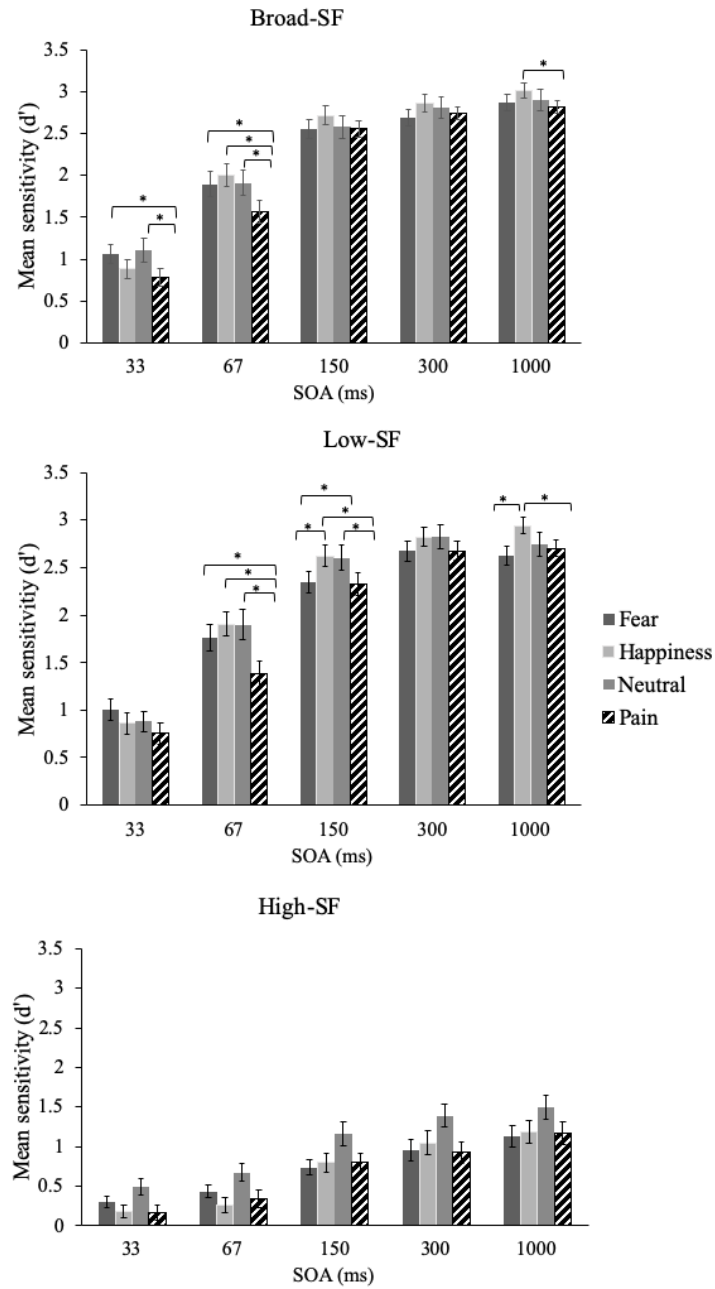 Broad-SF
Mean sensitivity (d')
3.5
3
2.5
2
1.5
1
0.5
0
*
*
*
*
*
*
33 67 150 300 1000
SOA (ms)
Low-SF
Mean sensitivitiy (d')
3.5
3
2.5
2
1.5
1
0.5
0
*
*
*
*
*
* *
* *
33 67 150 300 1000
SOA (ms)
Fear
Happiness
Neutral
Pain
High-SF
Mean sensitivity (d')
3.5
3
2.5
2
1.5
1
0.5
0
33 67 150 300 1000
SOA (ms)